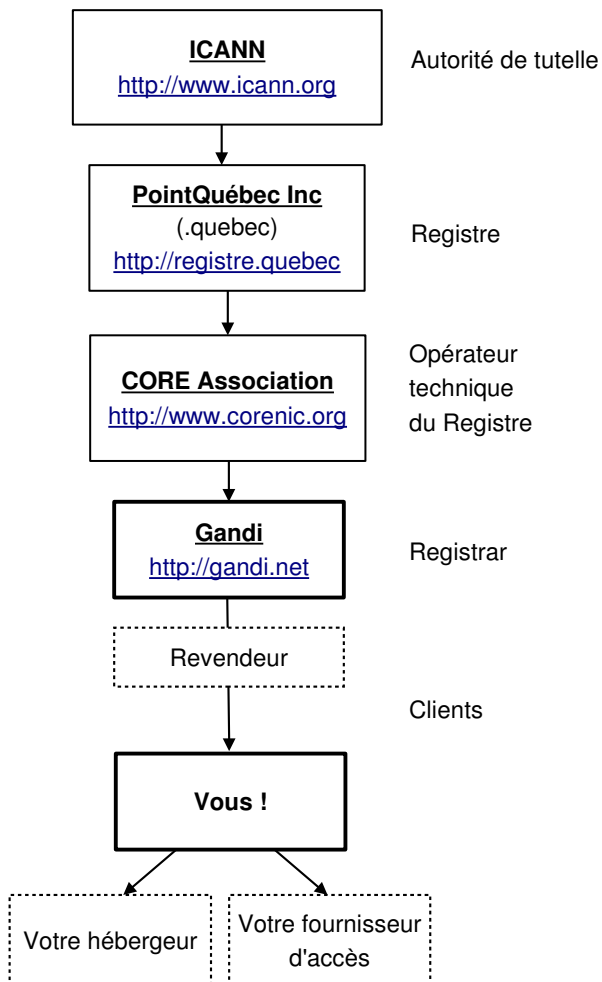 ICANN
http://www.icann.org
Autorité de tutelle
PointQuébec Inc
(.quebec)
http://registre.quebec
Registre
CORE Association
http://www.corenic.org
Opérateur
technique
du Registre
Gandi
http://gandi.net
Registrar
Revendeur
Clients
Vous !
Votre hébergeur
Votre fournisseur
d'accès